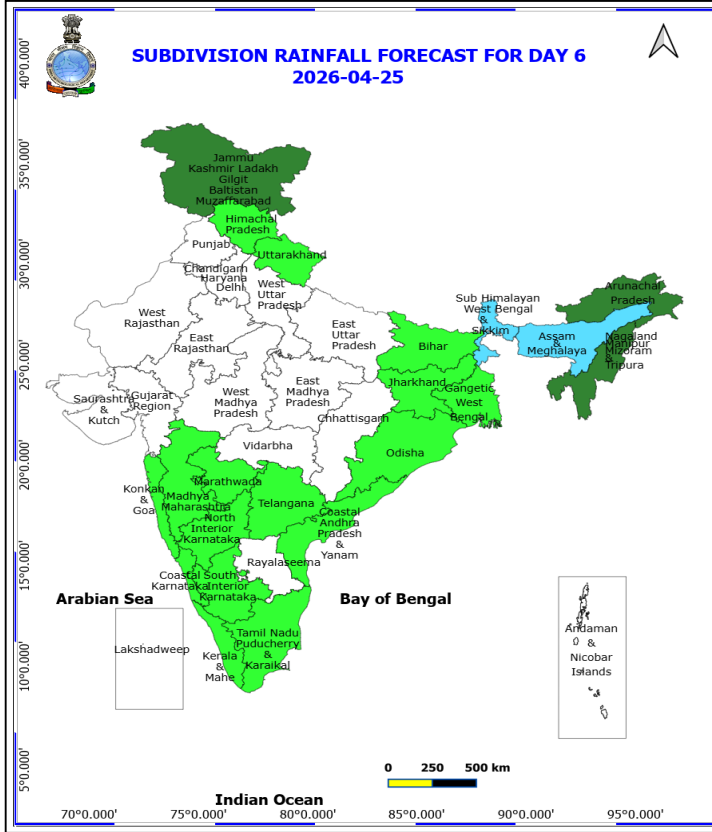 SUBDIVISION RAINFALL FORECAST FOR DAY 6
2026-04-25
40°0.000'
35°0.000'
30°0.000'
25°0.000'
20°0.000'
15°0.000'
10°0.000'
5°0.000'
Jammu
Kashmir Ladakh
Gilgit
Baltistan
Muzaffarabad
Himachal
Pradesh
Punjab
Uttarakhand
Chandigarh
Haryana
Delhi
West
Uttar
Pradesh
West
Rajasthan
East
Rajasthan
East
Uttar
Pradesh
Sub Himalayan
West Bengal
&
Sikkim
Arunachal
Pradesh
Assam
&
Meghalaya
Nagaland
Manipur
Mizoram
&
Tripura
Bihar
Jharkhand
Gangetic
West
Bengal
Saurashtra
&
Kutch
Gujarat
Region
West
Madhya
Pradesh
East
Madhya
Pradesh
Chhattisgarh
Vidarbha
Odisha
Konkan
&
Goa
Madhya
Maharashtra
Marathwada
Telangana
North
Interior
Karnataka
Coastal
Andhra
Pradesh
&
Yanam
Rayalaseema
Coastal
Karnataka
South
Interior
Karnataka
Arabian Sea
Bay of Bengal
Lakshadweep
Kerala
&
Mahe
Tamil Nadu
Puducherry
&
Karaikal
Andaman
&
Nicobar
Islands
0 250 500 km
Indian Ocean
70°0.000' 75°0.000' 80°0.000' 85°0.000' 90°0.000' 95°0.000'